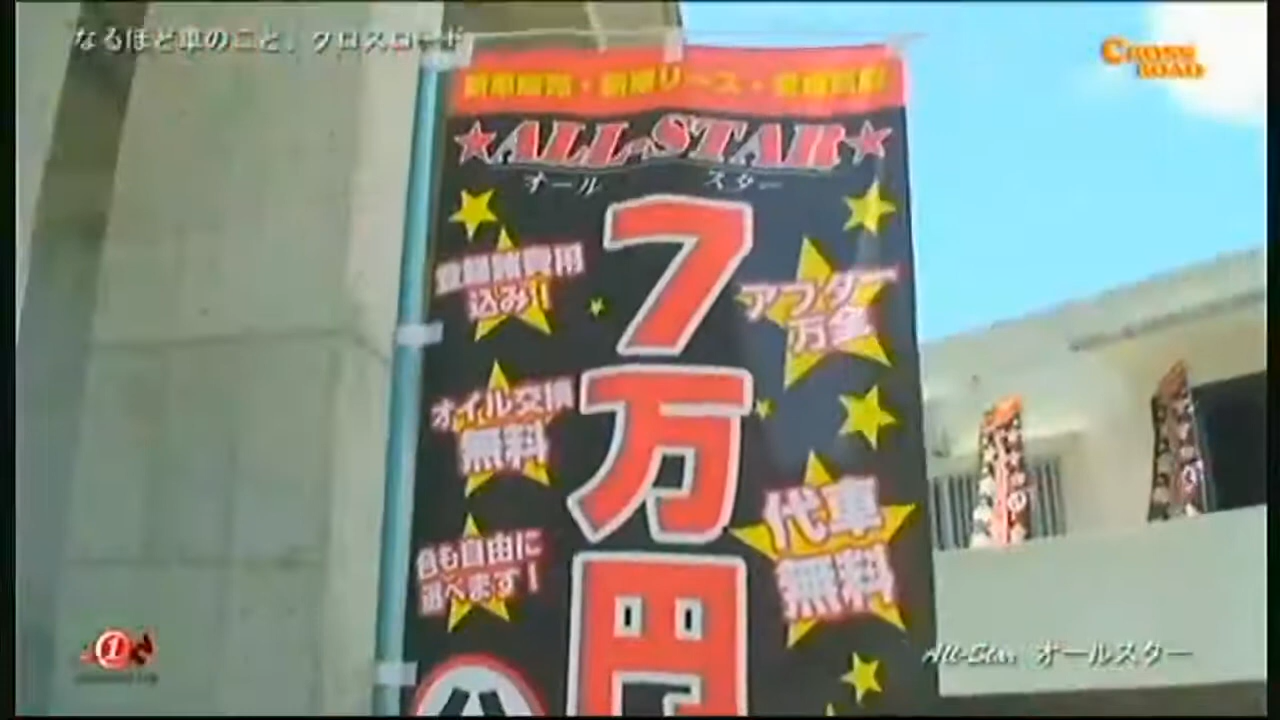 なるほど車のこと、クロスロード
CROSS
ROAD
★ALL-STAR★
オール スター
7万円
登録諸費用
込み!!
アフター
万全
オイル交換
無料
代車
無料
色も自由に
選べます!
All-Star オールスター